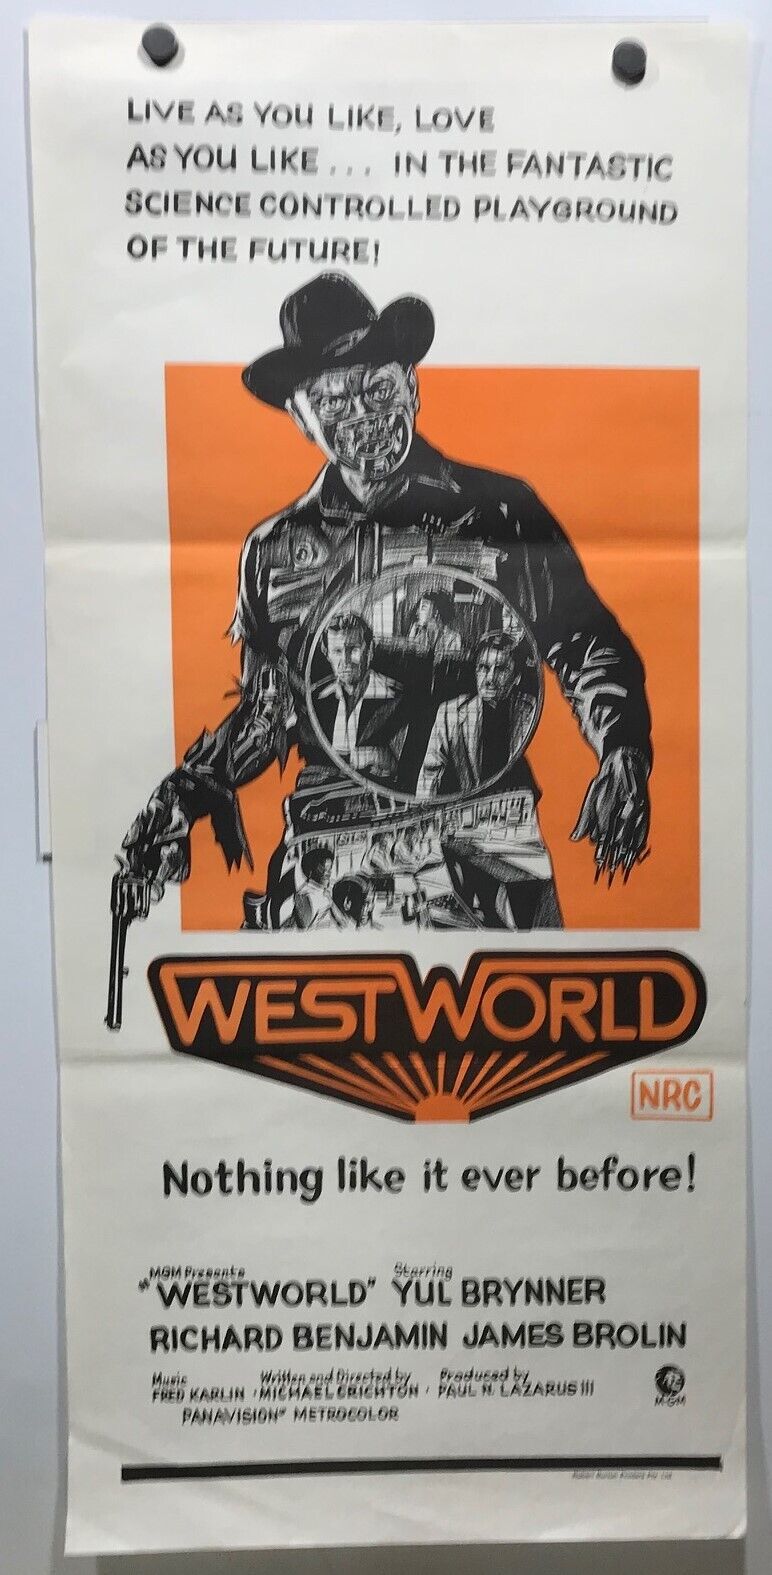 LIVE AS YOU LIKE, LOVE
AS YOU LIKE . . . IN THE FANTASTIC
SCIENCE CONTROLLED PLAYGROUND
OF THE FUTURE!
WESTWORLD
NRC
Nothing like it ever before!
MGM Presents Starring
"WESTWORLD" YUL BRYNNER
RICHARD BENJAMIN JAMES BROLIN
Music Written and Directed by Produced by
FRED KARLIN · MICHAEL CRICHTON · PAUL N. LAZARUS III
PANAVISION® METROCOLOR
MGM